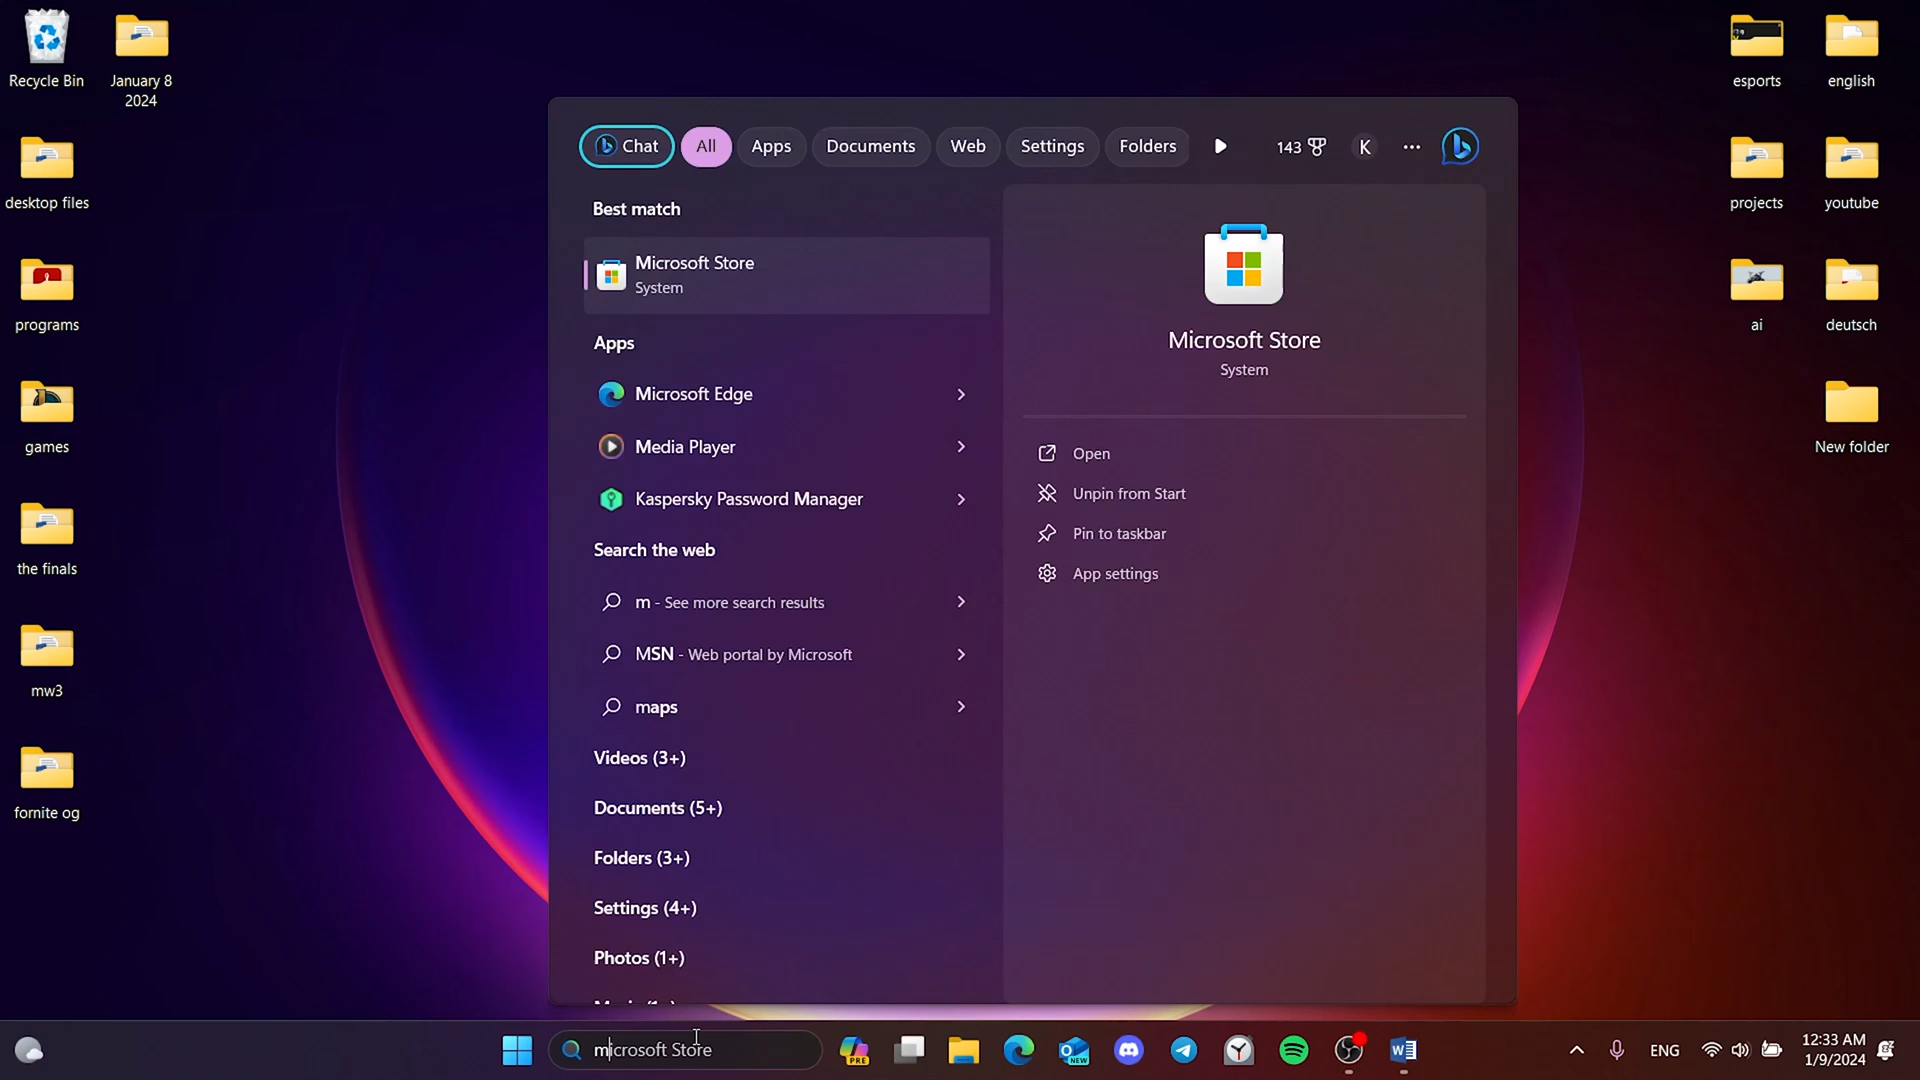 Recycle Bin
January 8
2024
desktop files
programs
games
the finals
mw3
fornite og
esports
english
projects
youtube
ai
deutsch
New folder
Chat
All
Apps
Documents
Web
Settings
Folders
143
K
Best match
Microsoft Store
System
Apps
Microsoft Edge
Media Player
Kaspersky Password Manager
Search the web
m - See more search results
MSN - Web portal by Microsoft
maps
Videos (3+)
Documents (5+)
Folders (3+)
Settings (4+)
Photos (1+)
Microsoft Store
System
Open
Unpin from Start
Pin to taskbar
App settings
microsoft Store
PRE
NEW
ENG
12:33 AM
1/9/2024